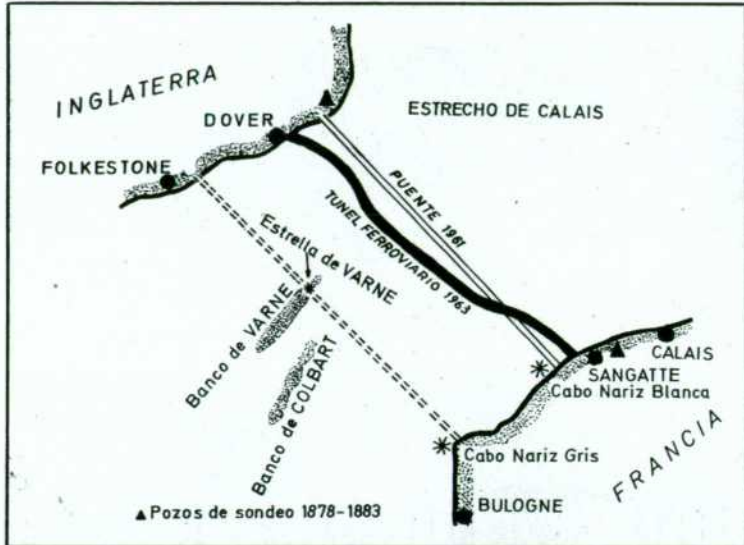 INGLATERRA
ESTRECHO DE CALAIS
DOVER
FOLKESTONE
PUENTE 1961
TUNEL FERROVIARIO 1963
Estrella de VARNE
Banco de VARNE
Banco de COLBART
CALAIS
SANGATTE
Cabo Nariz Blanca
Cabo Nariz Gris
FRANCIA
BULOGNE
▲ Pozos de sondeo 1878-1883